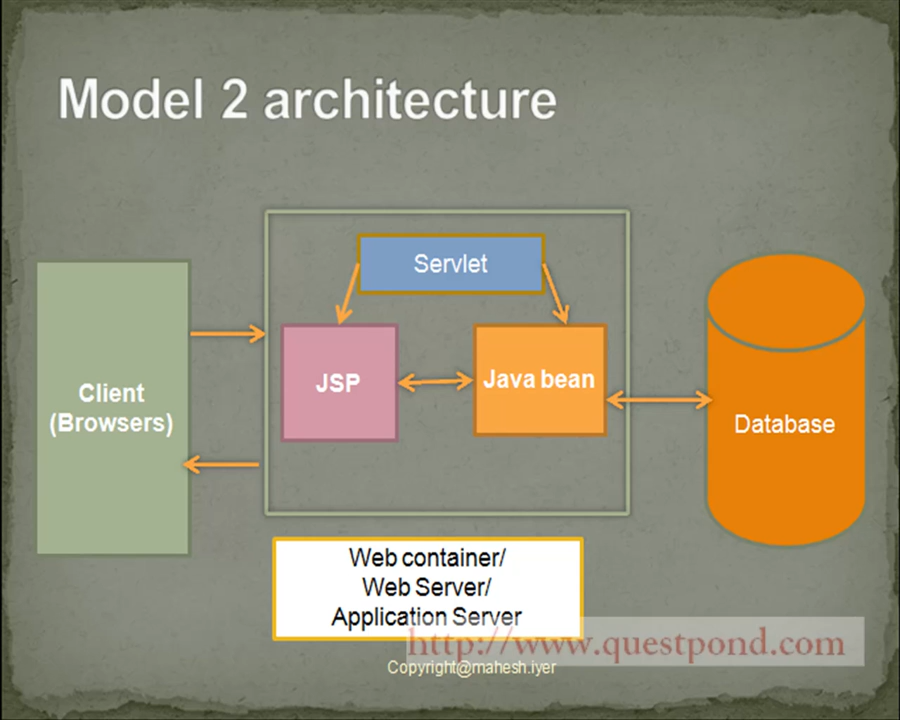 Model 2 architecture
Servlet
JSP
Java bean
Client
(Browsers)
Database
Web container/
Web Server/
Application Server
http://www.questpond.com
Copyright@mahesh.iyer